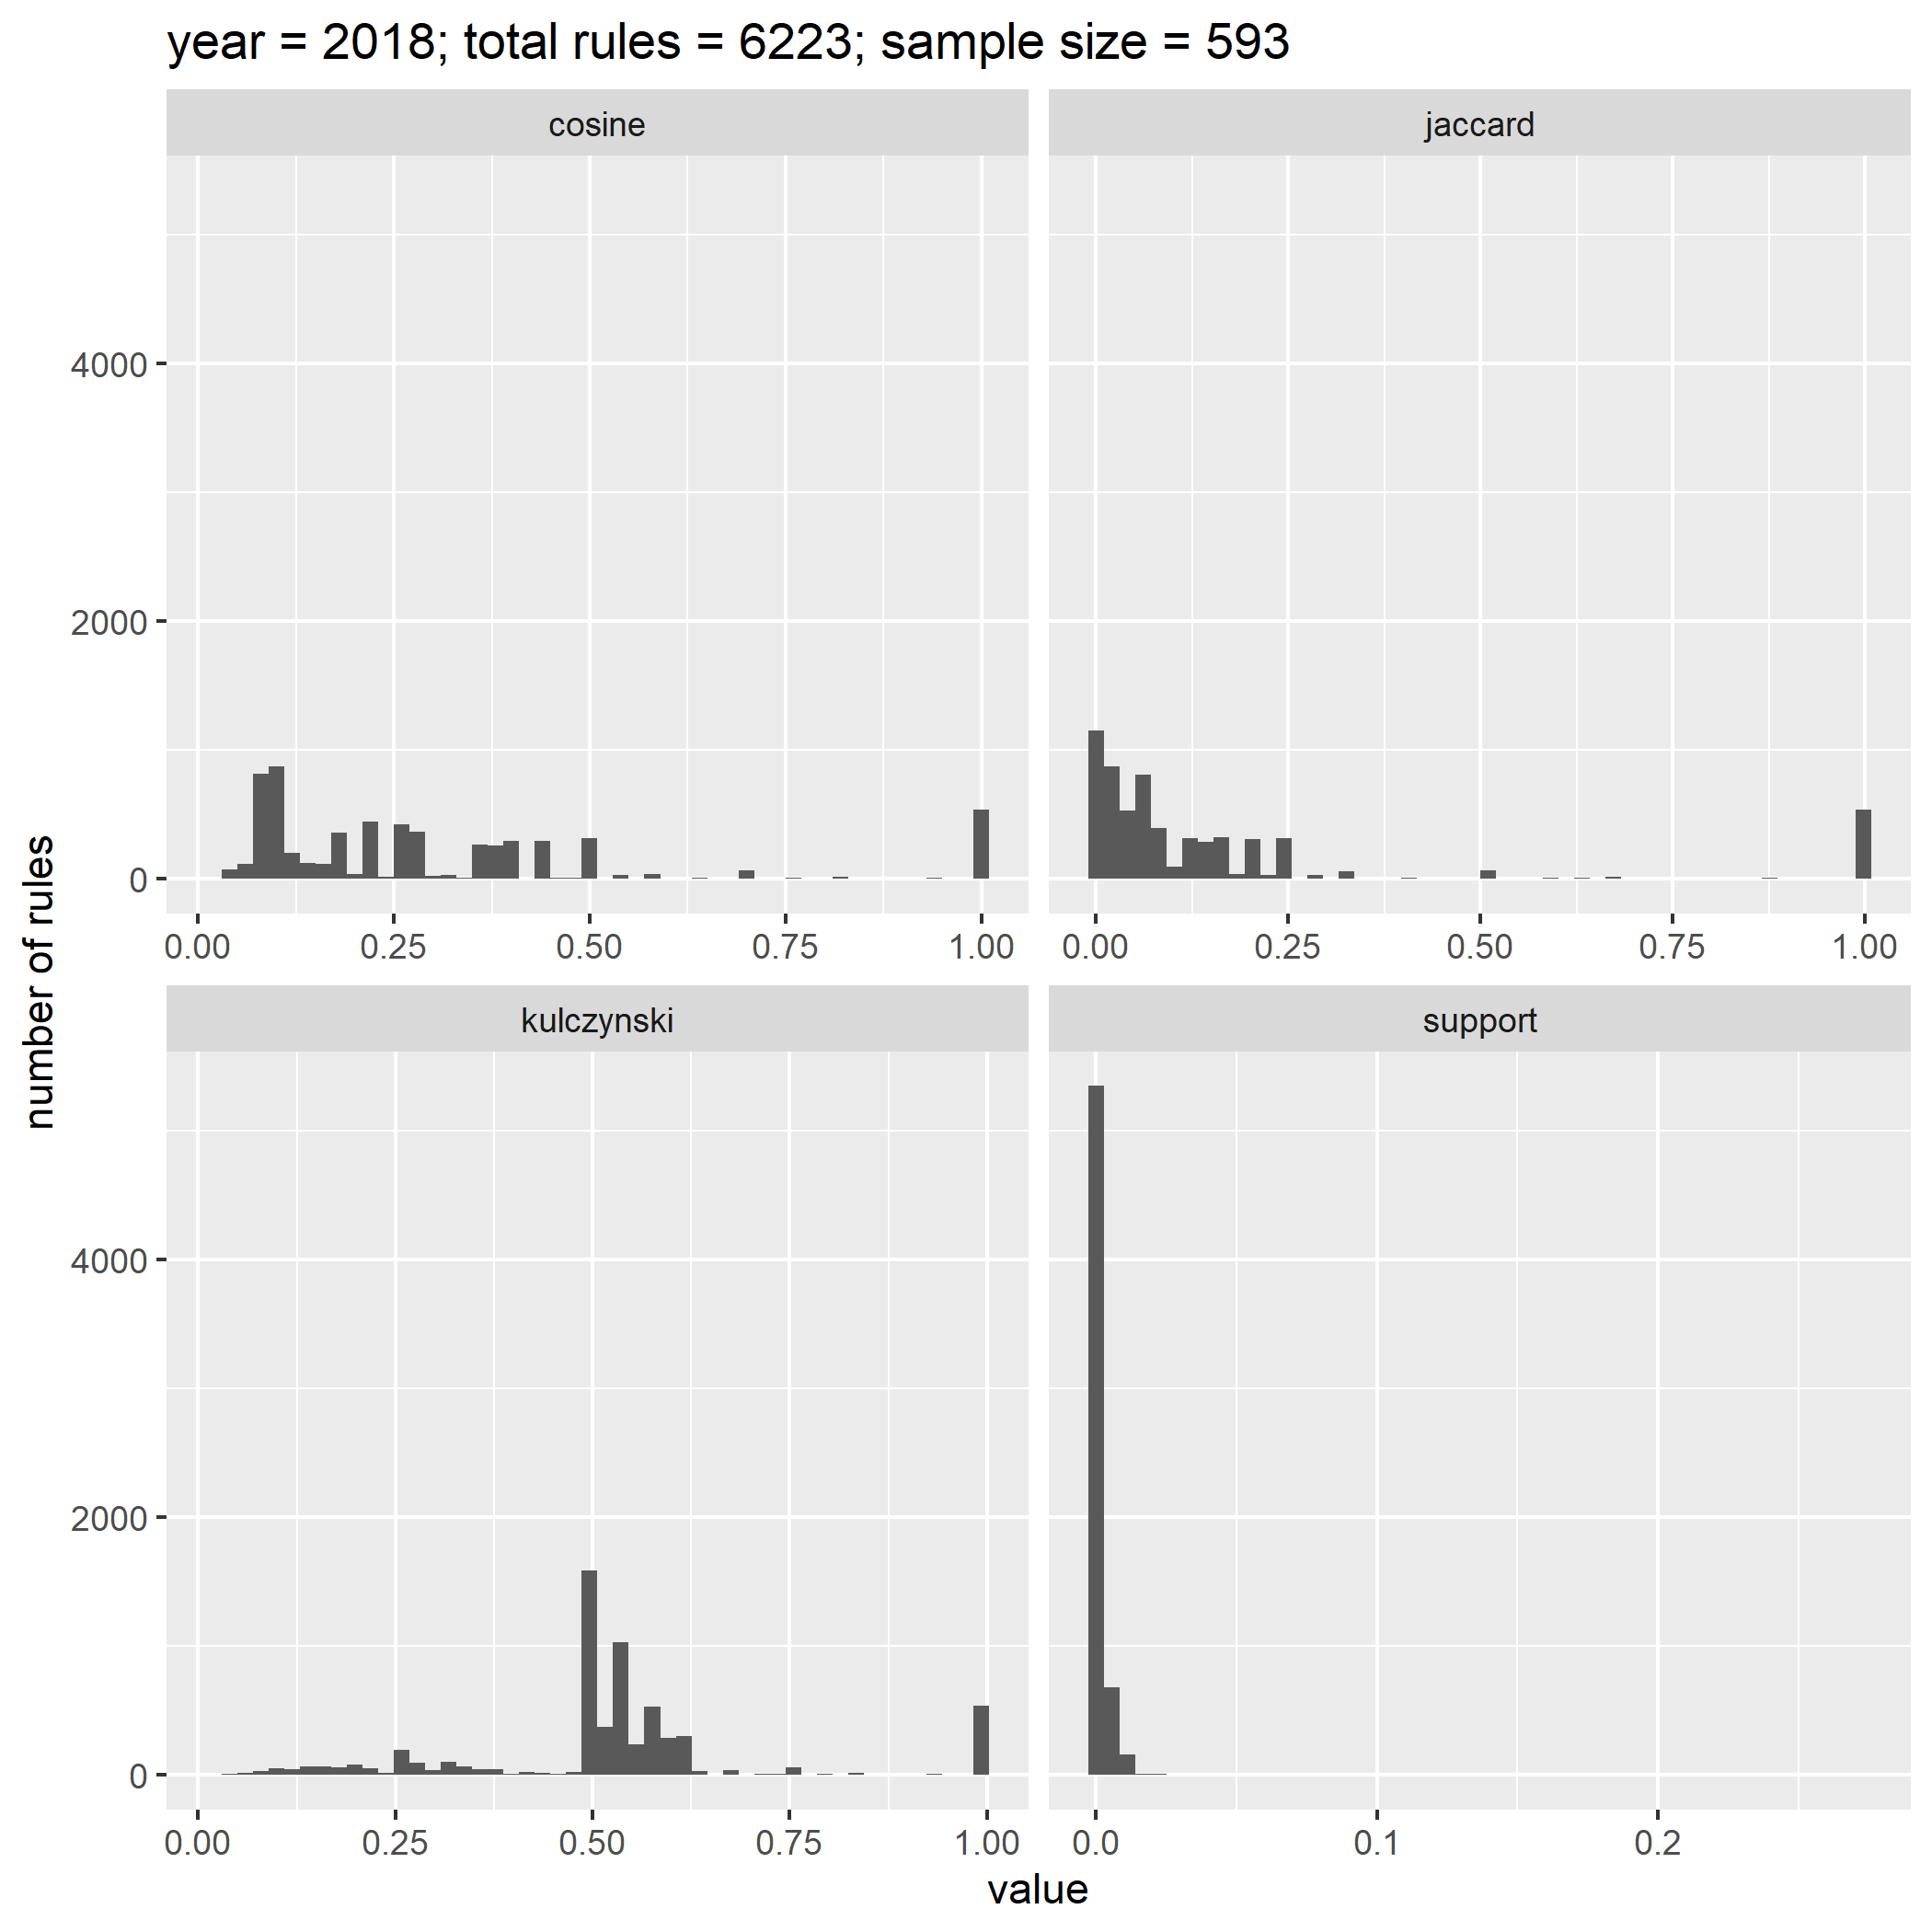 year = 2018; total rules = 6223; sample size = 593
cosine
jaccard
4000
2000
0
0.00 0.25 0.50 0.75 1.00
0.00 0.25 0.50 0.75 1.00
number of rules
kulczynski
support
4000
2000
0
0.00 0.25 0.50 0.75 1.00
0.0 0.1 0.2
value